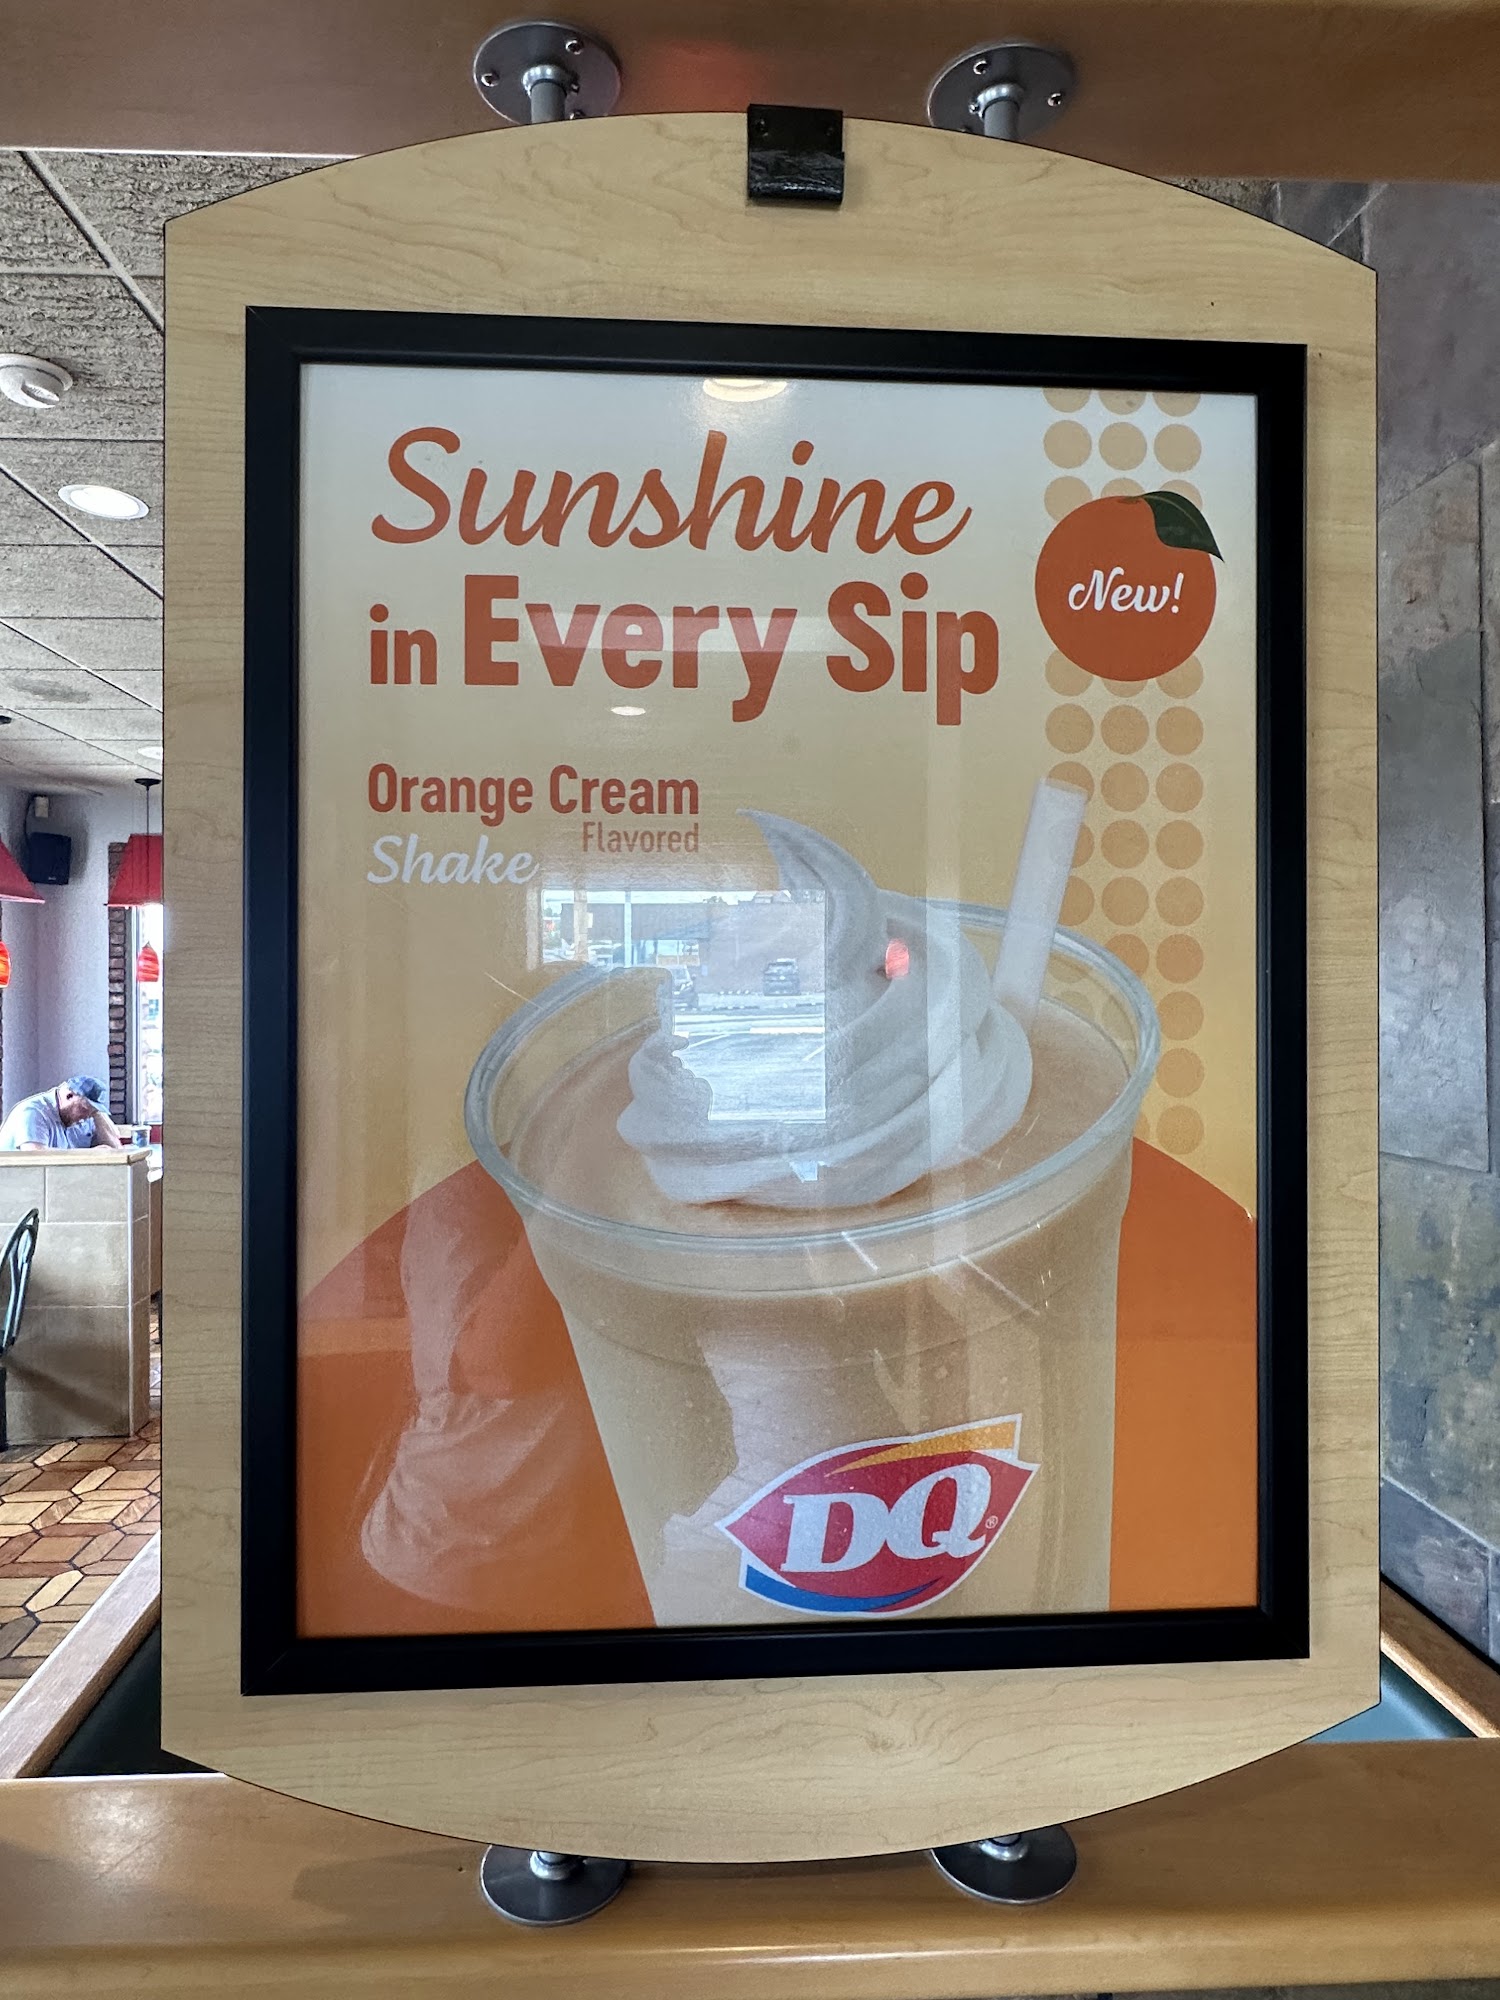 Sunshine
in Every Sip
New!
Orange Cream
Flavored
Shake
DQ®